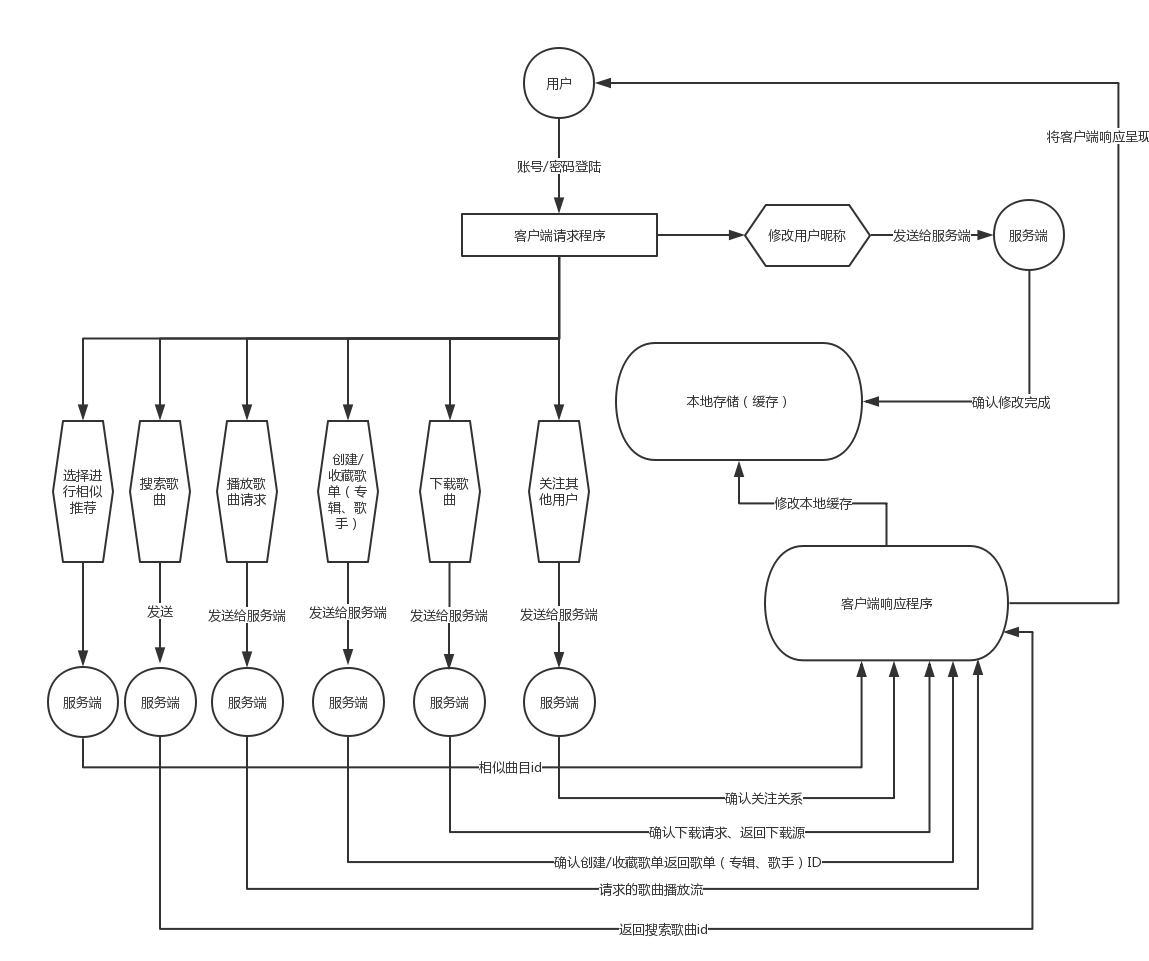 用户
将客户端响应呈现
账号/密码登陆
客户端请求程序
修改用户昵称
发送给服务端
服务端
本地存储（缓存）
确认修改完成
选择进
行相似
推荐
搜索歌
曲
播放歌
曲请求
创建/
收藏歌
单（专
辑、歌
手）
下载歌
曲
关注其
他用户
修改本地缓存
客户端响应程序
发送
发送给服务端
发送给服务端
发送给服务端
发送给服务端
服务端
服务端
服务端
服务端
服务端
服务端
相似曲目id
确认关注关系
确认下载请求、返回下载源
确认创建/收藏歌单返回歌单（专辑、歌手）ID
请求的歌曲播放流
返回搜索歌曲id